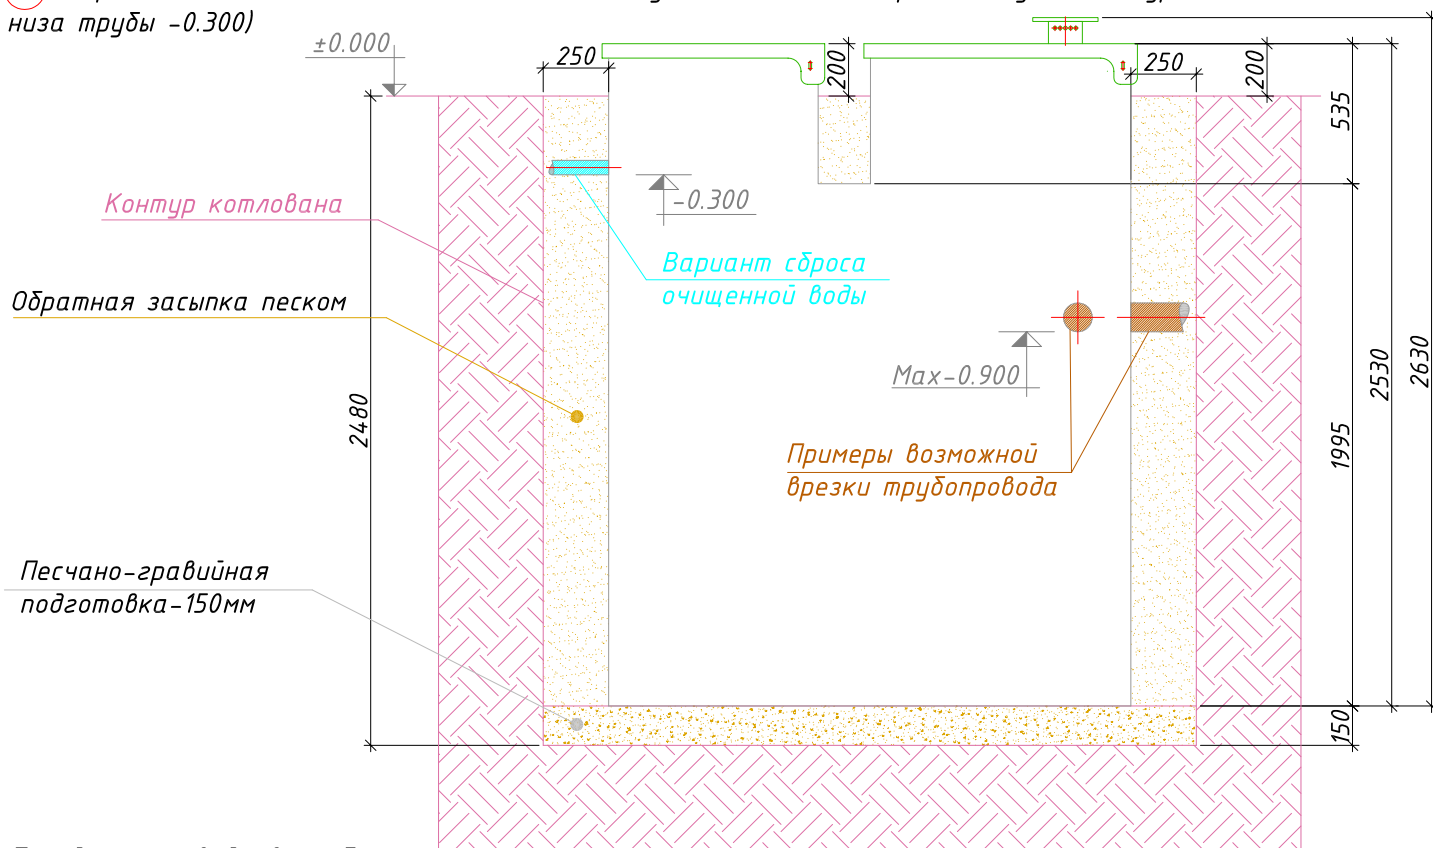 низа трубы -0.300)
±0.000
250
200
250
200
535
Контур котлована
-0.300
Вариант сброса
очищенной воды
Обратная засыпка песком
Max-0.900
2480
2530
2630
1995
Примеры возможной
врезки трубопровода
Песчано-гравийная
подготовка-150мм
150